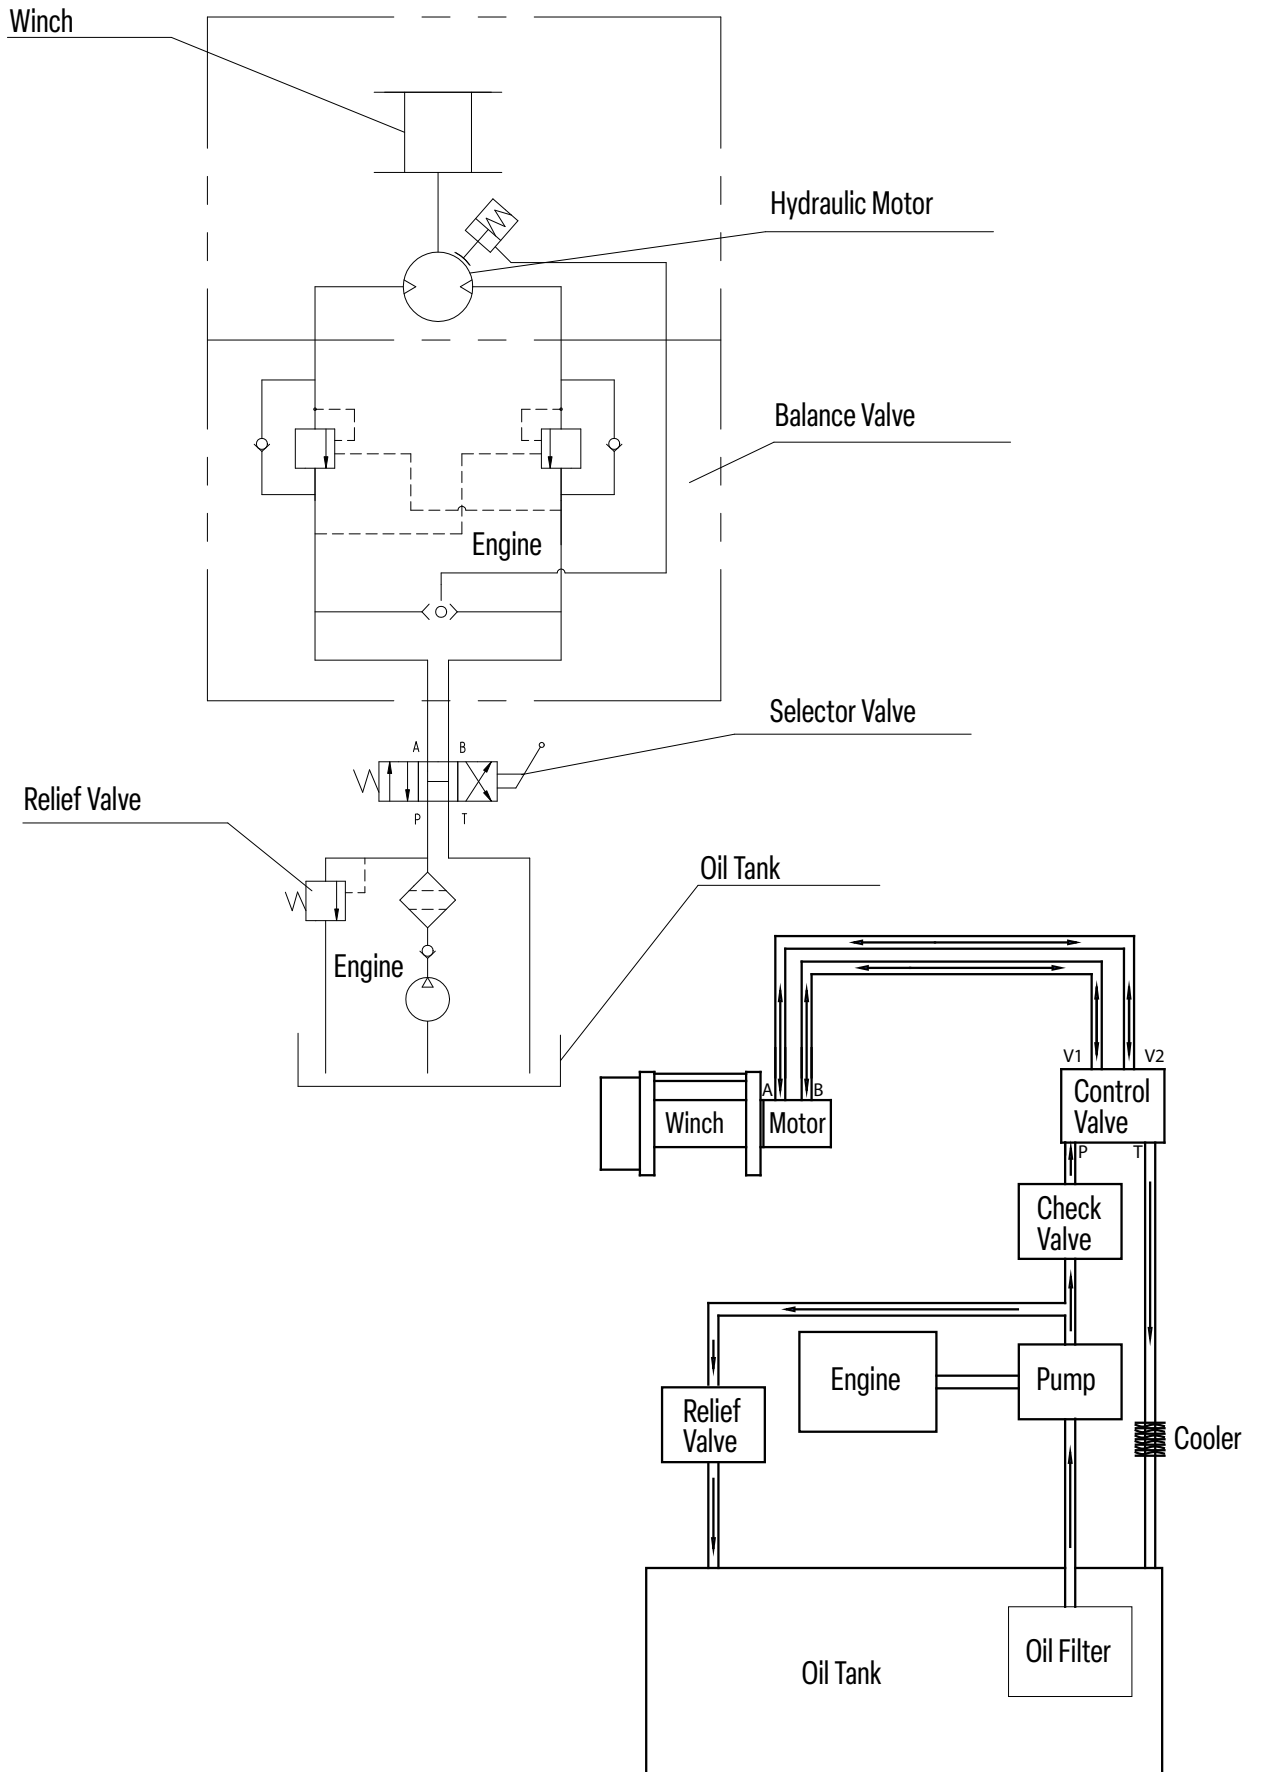 Winch
Hydraulic Motor
Balance Valve
Engine
Selector Valve
A B
P T
Relief Valve
Oil Tank
Engine
V1 V2
A B
Winch
Motor
Control
Valve
P T
Check
Valve
Engine
Pump
Relief
Valve
Cooler
Oil Filter
Oil Tank